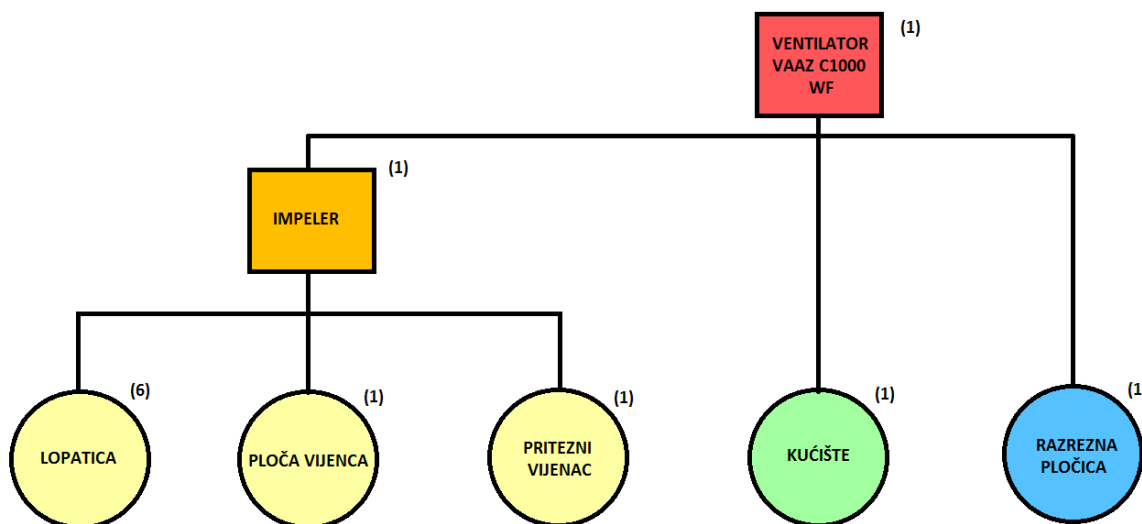 VENTILATOR
VAAZ C1000
WF
(1)
IMPELER
(1)
LOPATICA
(6)
PLOČA VIJENCA
(1)
PRITEZNI
VIJENAC
(1)
KUĆIŠTE
(1)
RAZREZNA
PLOČICA
(1